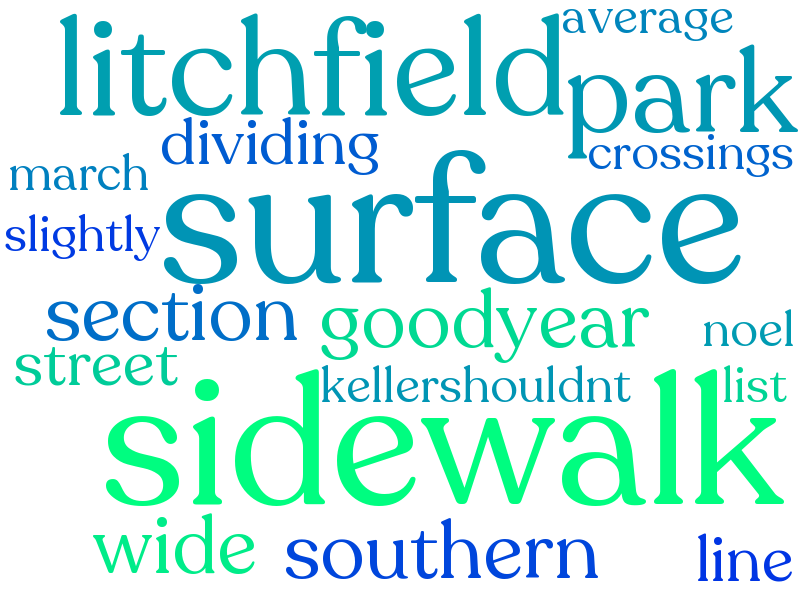 average
litchfield
park
dividing
crossings
march
surface
slightly
section
goodyear
noel
street
kellershouldnt
list
sidewalk
wide
southern
line